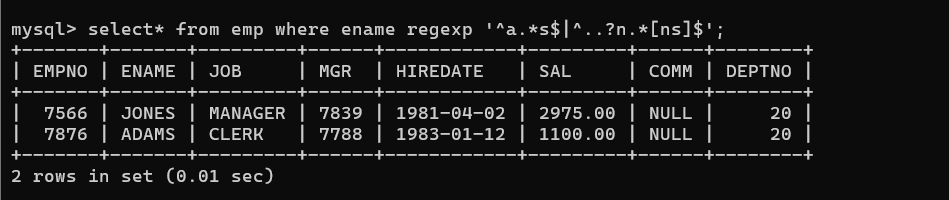 mysql> select* from emp where ename regexp '^a.*s$|^..?n.*[ns]$';
+-------+-------+---------+------+------------+---------+------+--------+
| EMPNO | ENAME | JOB     | MGR  | HIREDATE   | SAL     | COMM | DEPTNO |
+-------+-------+---------+------+------------+---------+------+--------+
|  7566 | JONES | MANAGER | 7839 | 1981-04-02 | 2975.00 | NULL |     20 |
|  7876 | ADAMS | CLERK   | 7788 | 1983-01-12 | 1100.00 | NULL |     20 |
+-------+-------+---------+------+------------+---------+------+--------+
2 rows in set (0.01 sec)